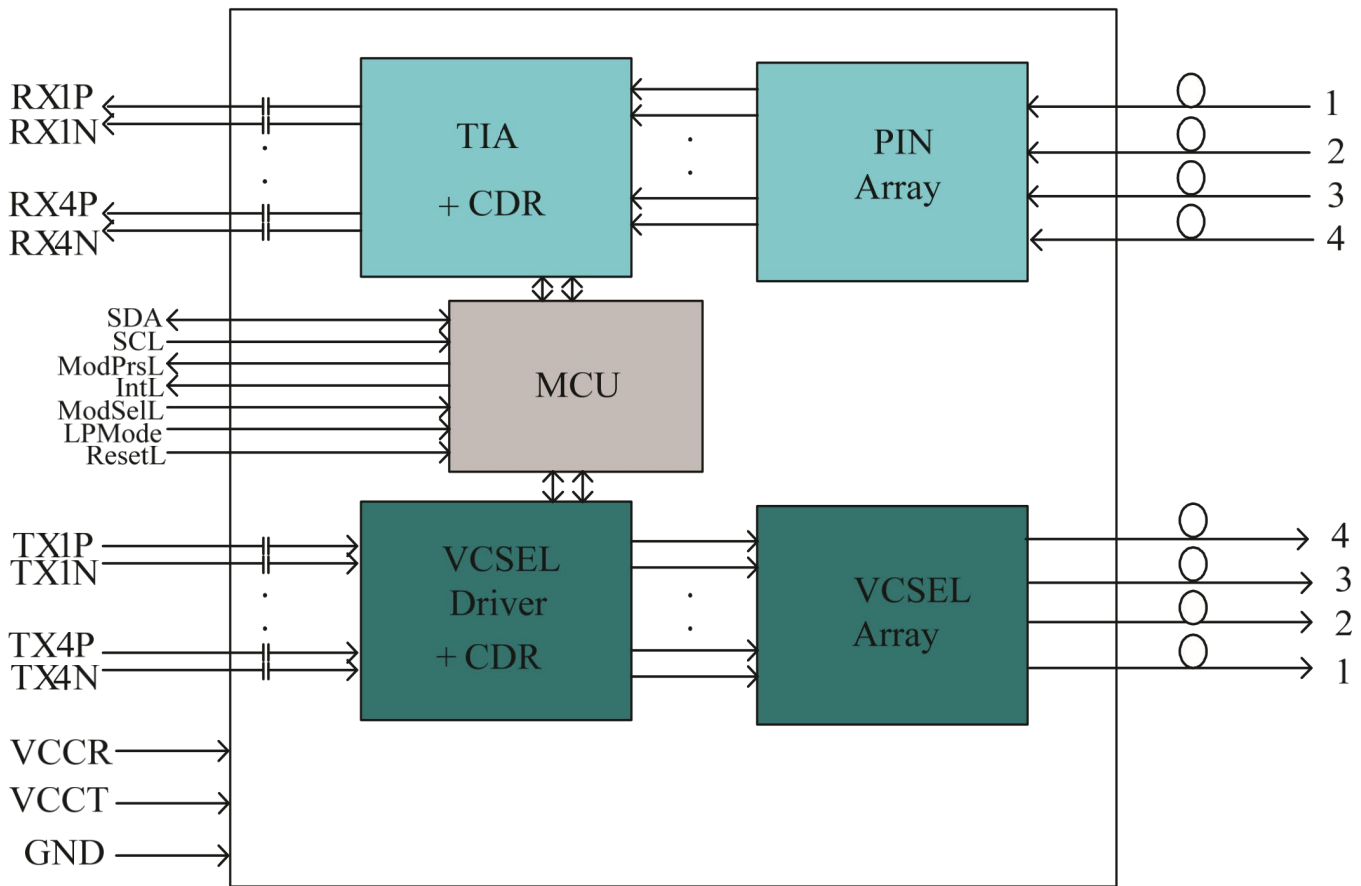 RX1P
RX1N
RX4P
RX4N
TIA
+ CDR
PIN
Array
1
2
3
4
SDA
SCL
ModPrsL
IntL
ModSelL
LPMode
ResetL
MCU
TX1P
TX1N
TX4P
TX4N
VCSEL
Driver
+ CDR
VCSEL
Array
4
3
2
1
VCCR
VCCT
GND